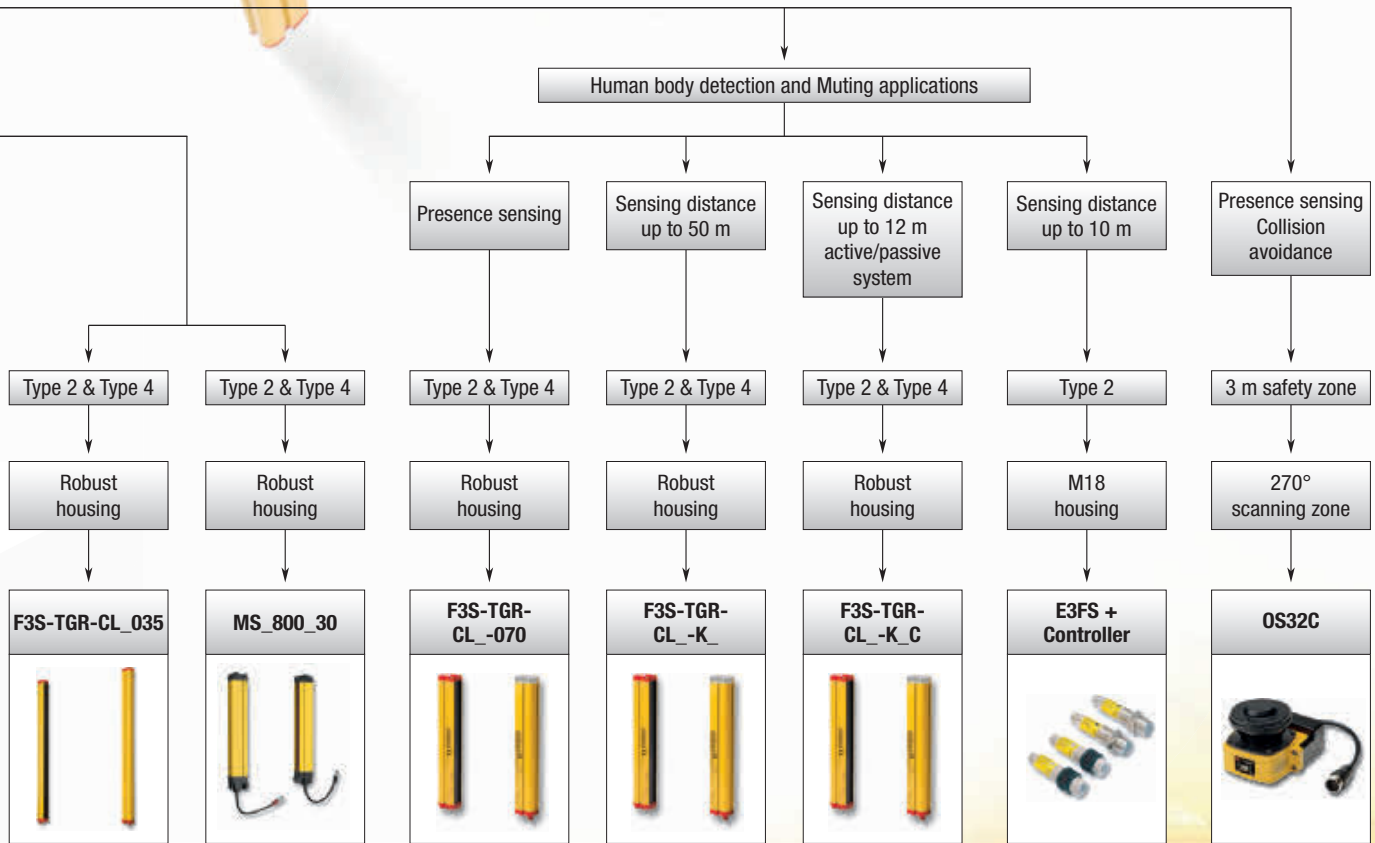 Human body detection and Muting applications
Presence sensing
Sensing distance
up to 50 m
Sensing distance
up to 12 m
active/passive
system
Sensing distance
up to 10 m
Presence sensing
Collision
avoidance
Type 2 & Type 4
Type 2 & Type 4
Type 2 & Type 4
Type 2 & Type 4
Type 2 & Type 4
Type 2
3 m safety zone
Robust
housing
Robust
housing
Robust
housing
Robust
housing
Robust
housing
M18
housing
270°
scanning zone
F3S-TGR-CL_035
MS_800_30
F3S-TGR-
CL_-070
F3S-TGR-
CL_-K_
F3S-TGR-
CL_-K_C
E3FS +
Controller
OS32C